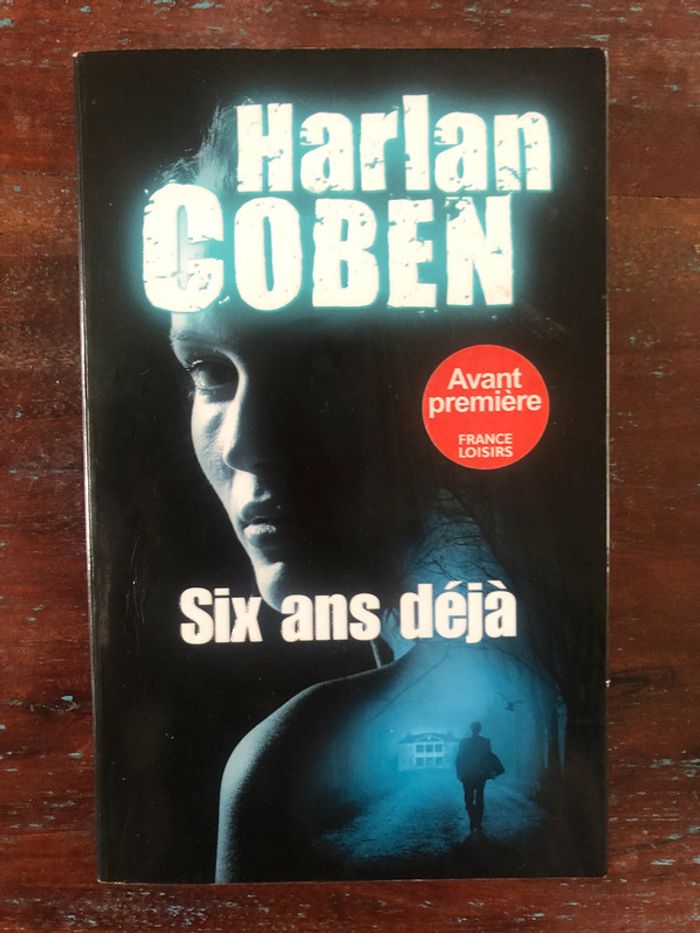 Harlan
COBEN
Avant
première
FRANCE
LOISIRS
Six ans déjà